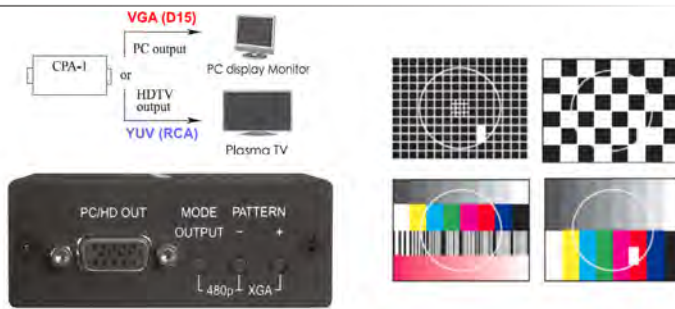 VGA (D15)
PC output
CPA-1
or
PC display Monitor
HDTV
output
YUV (RCA)
Plasma TV
PC/HD OUT
MODE
PATTERN
OUTPUT
−
+
480p
XGA